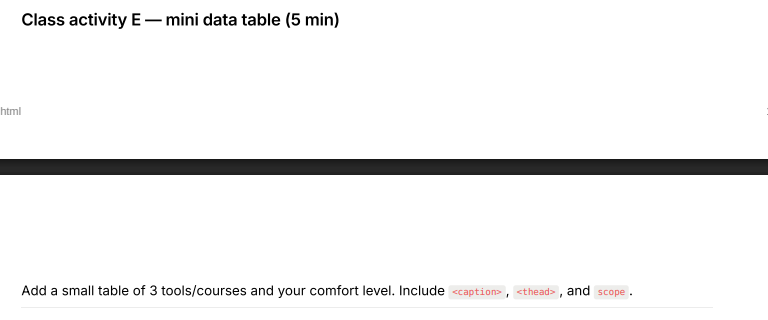 Class activity E — mini data table (5 min)
html
Add a small table of 3 tools/courses and your comfort level. Include <caption>, <thead>, and scope.